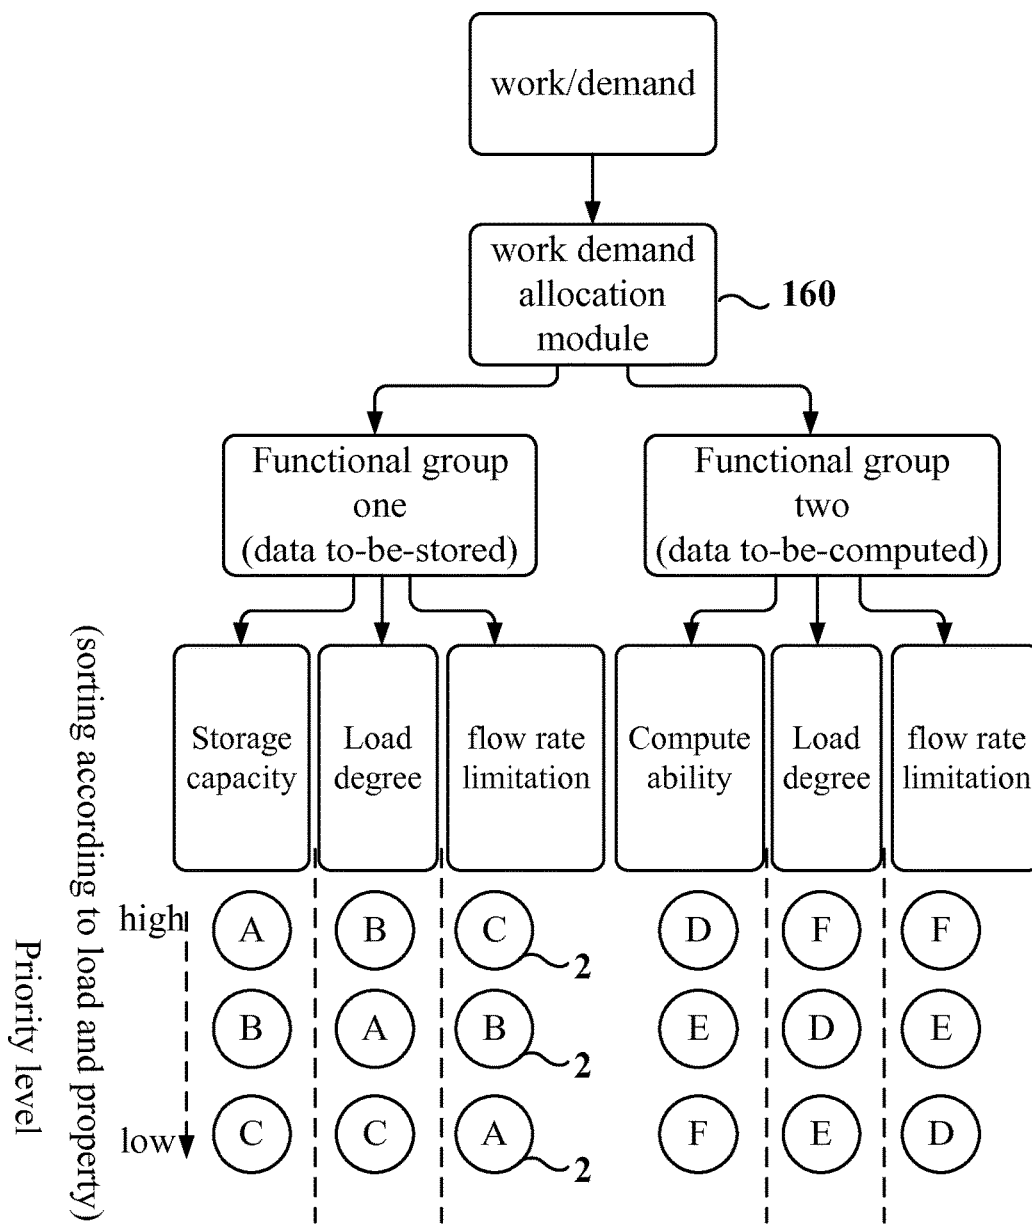 work/demand
work demand
allocation
module
160
Functional group
one
(data to-be-stored)
Functional group
two
(data to-be-computed)
Storage
capacity
Load
degree
flow rate
limitation
Compute
ability
Load
degree
flow rate
limitation
Priority level
(sorting according to load and property)
high
A
B
C
2
D
F
F
B
A
B
2
E
D
E
low
C
C
A
2
F
E
D